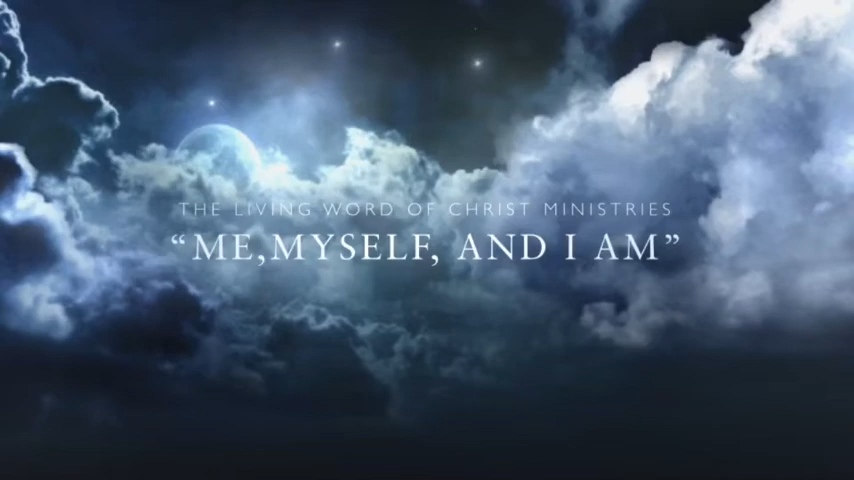 THE LIVING WORD OF CHRIST MINISTRIES
“ME,MYSELF, AND I AM”